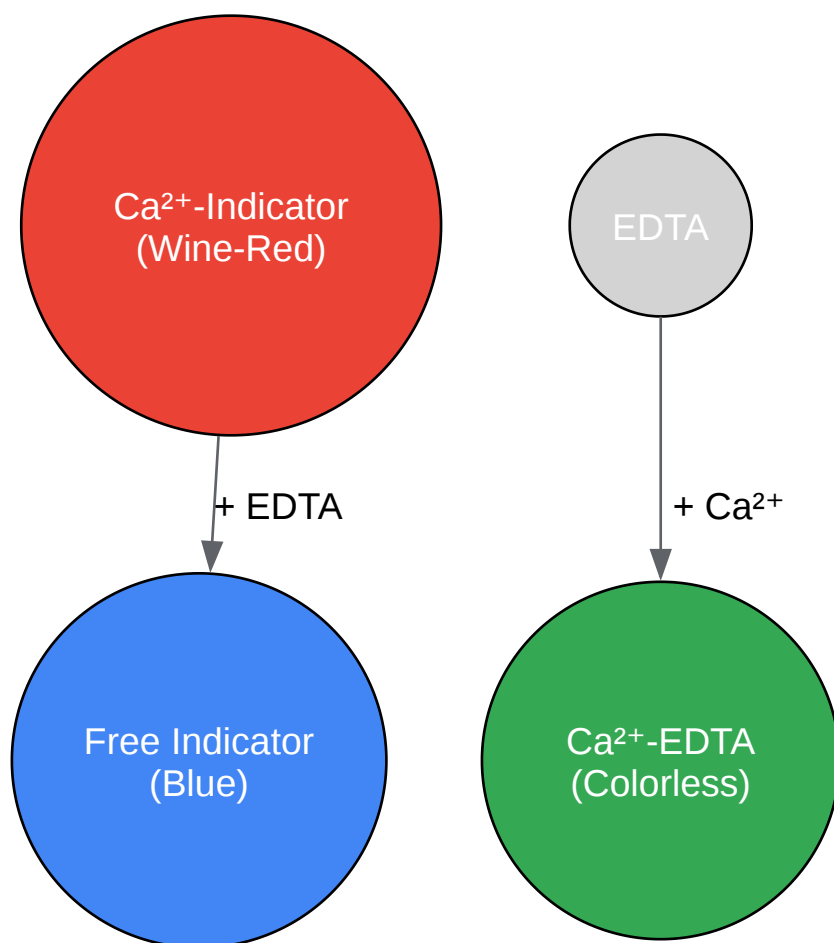 Ca²⁺-Indicator
(Wine-Red)
EDTA
+ EDTA
+ Ca²⁺
Free Indicator
(Blue)
Ca²⁺-EDTA
(Colorless)